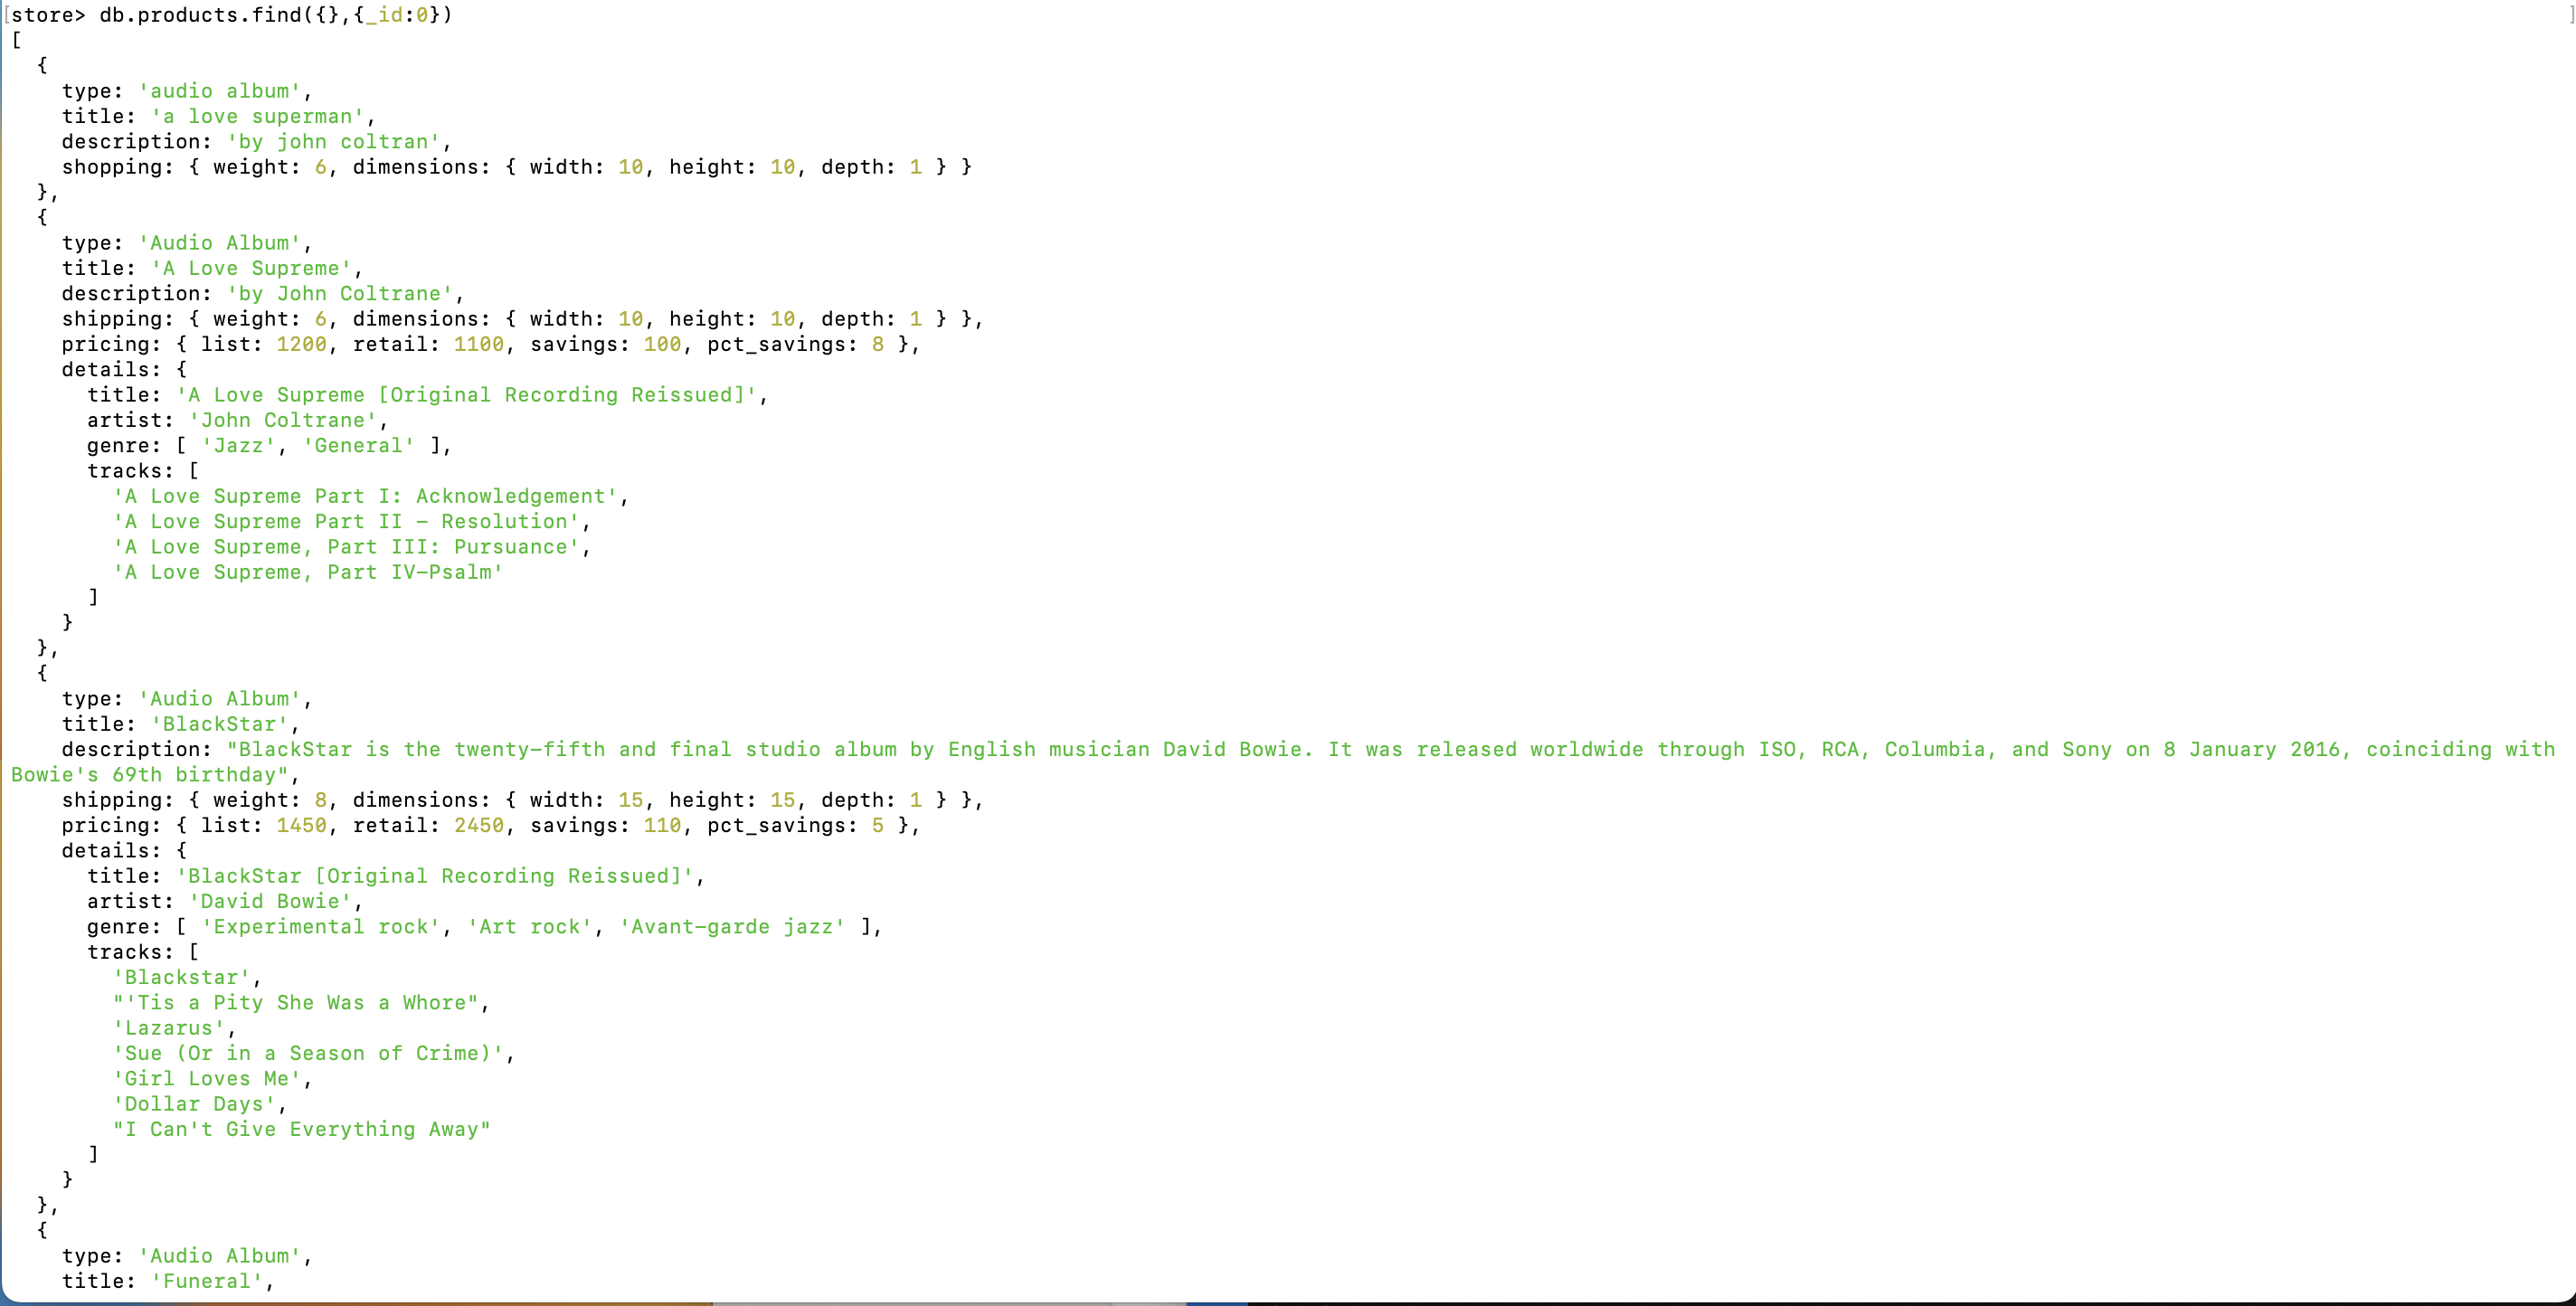 [store> db.products.find({},{_id:0})                                                    ]
[
  {
    type: 'audio album',
    title: 'a love superman',
    description: 'by john coltran',
    shopping: { weight: 6, dimensions: { width: 10, height: 10, depth: 1 } }
  },
  {
    type: 'Audio Album',
    title: 'A Love Supreme',
    description: 'by John Coltrane',
    shipping: { weight: 6, dimensions: { width: 10, height: 10, depth: 1 } },
    pricing: { list: 1200, retail: 1100, savings: 100, pct_savings: 8 },
    details: {
      title: 'A Love Supreme [Original Recording Reissued]',
      artist: 'John Coltrane',
      genre: [ 'Jazz', 'General' ],
      tracks: [
        'A Love Supreme Part I: Acknowledgement',
        'A Love Supreme Part II - Resolution',
        'A Love Supreme, Part III: Pursuance',
        'A Love Supreme, Part IV-Psalm'
      ]
    }
  },
  {
    type: 'Audio Album',
    title: 'BlackStar',
    description: "BlackStar is the twenty-fifth and final studio album by English musician David Bowie. It was released worldwide through ISO, RCA, Columbia, and Sony on 8 January 2016, coinciding with
Bowie's 69th birthday",
    shipping: { weight: 8, dimensions: { width: 15, height: 15, depth: 1 } },
    pricing: { list: 1450, retail: 2450, savings: 110, pct_savings: 5 },
    details: {
      title: 'BlackStar [Original Recording Reissued]',
      artist: 'David Bowie',
      genre: [ 'Experimental rock', 'Art rock', 'Avant-garde jazz' ],
      tracks: [
        'Blackstar',
        "'Tis a Pity She Was a Whore",
        'Lazarus',
        'Sue (Or in a Season of Crime)',
        'Girl Loves Me',
        'Dollar Days',
        "I Can't Give Everything Away"
      ]
    }
  },
  {
    type: 'Audio Album',
    title: 'Funeral',